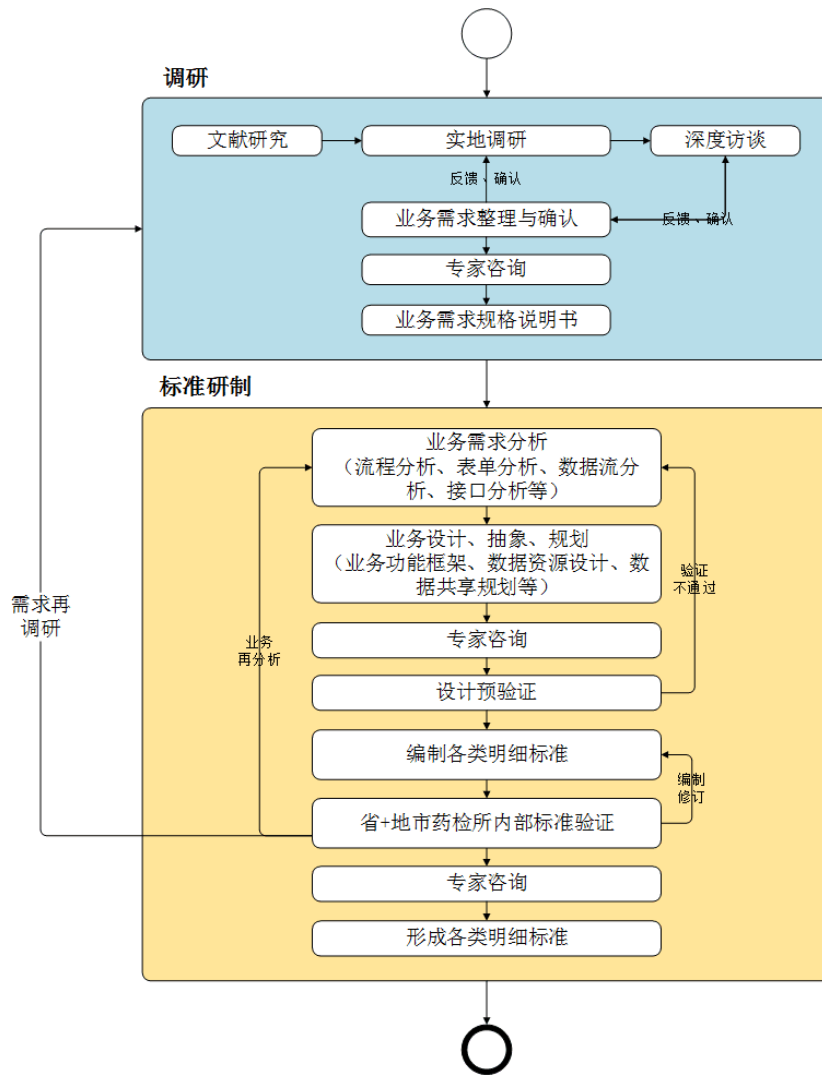 调研
文献研究
实地调研
深度访谈
反馈、确认
业务需求整理与确认
反馈、确认
专家咨询
业务需求规格说明书
标准研制
业务需求分析
（流程分析、表单分析、数据流分
析、接口分析等）
业务设计、抽象、规划
（业务功能框架、数据资源设计、数
据共享规划等）
验证
不通过
需求再
调研
业务
再分析
专家咨询
设计预验证
编制各类明细标准
编制
修订
省+地市药检所内部标准验证
专家咨询
形成各类明细标准